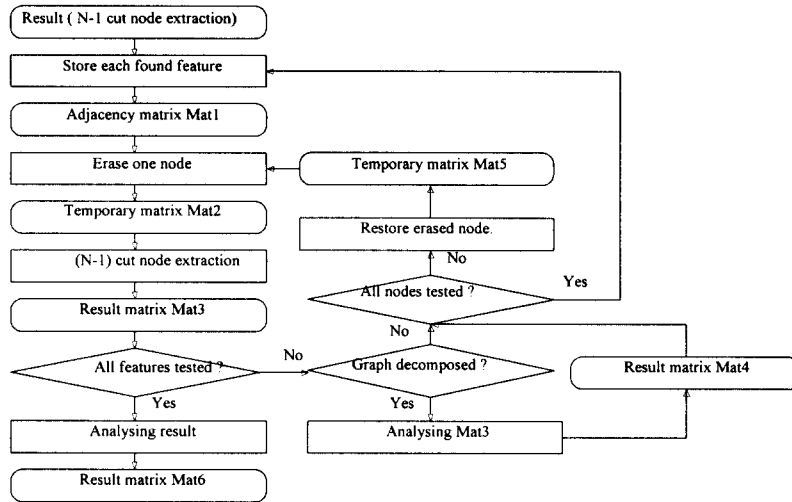 Result ( N-1 cut node extraction)
Store each found feature
Adjacency matrix Mat1
Erase one node
Temporary matrix Mat5
Temporary matrix Mat2
Restore erased node.
(N-1) cut node extraction
No
Yes
All nodes tested ?
Result matrix Mat3
No
All features tested ?
No
Graph decomposed ?
Result matrix Mat4
Yes
Yes
Analysing result
Analysing Mat3
Result matrix Mat6